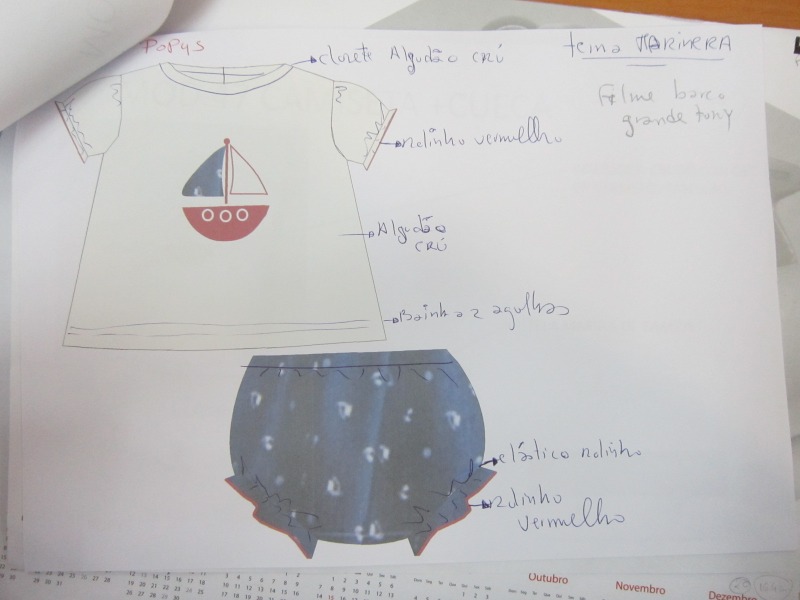 POPYS
clorete Algodão CRÚ
tema MARINERA
Filme barco
grande tony
rolinho vermelho
Algodão
CRÚ
Bainha 2 agulhas
elástico rolinho
rolinho
vermelho
Outubro
Novembro
Dezembro